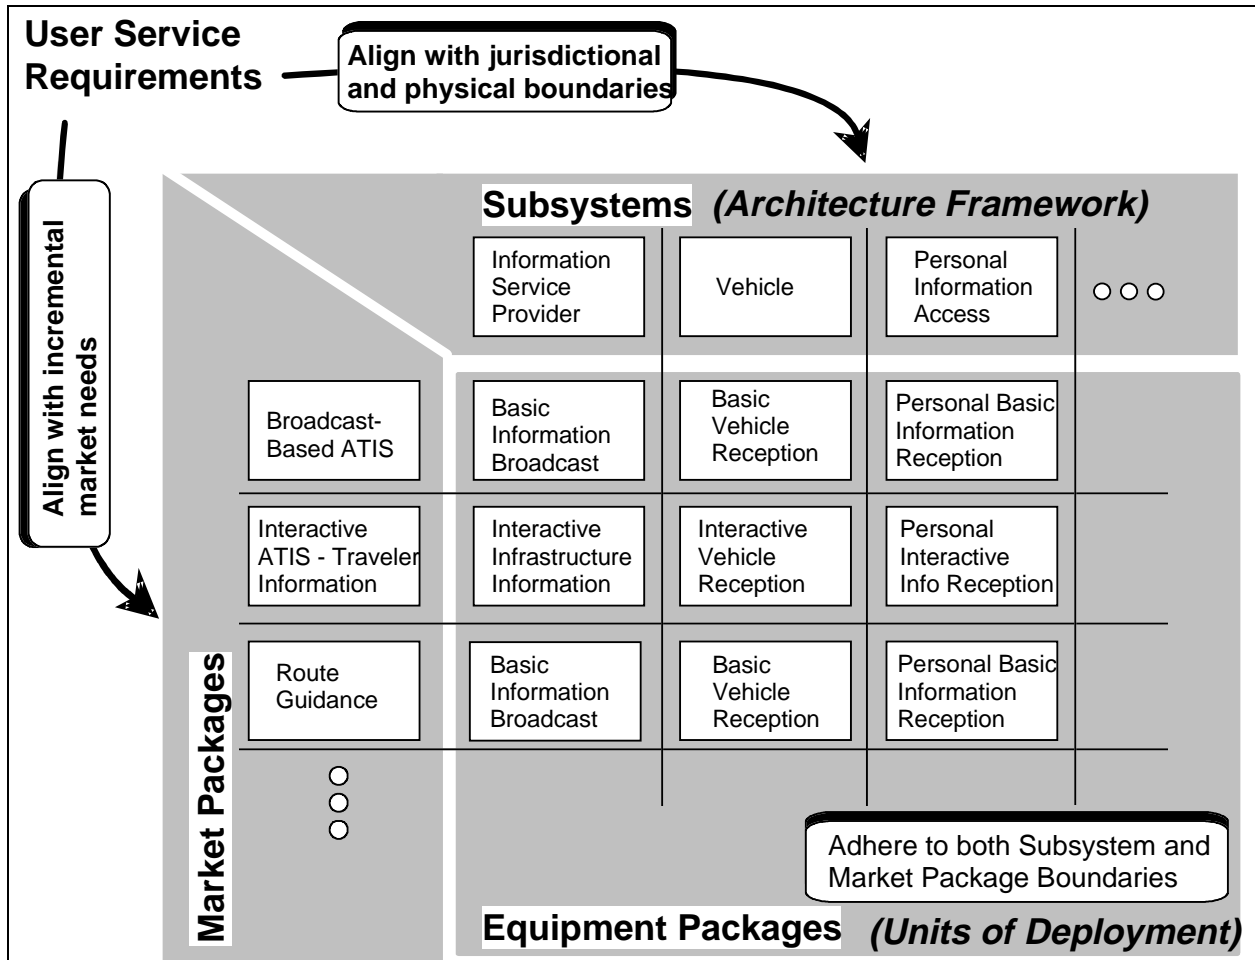 User Service
Requirements
Align with jurisdictional
and physical boundaries
Align with incremental
market needs
Subsystems (Architecture Framework)
Information
Service
Provider
Vehicle
Personal
Information
Access
Market Packages
Broadcast-
Based ATIS
Basic
Information
Broadcast
Basic
Vehicle
Reception
Personal Basic
Information
Reception
Interactive
ATIS - Traveler
Information
Interactive
Infrastructure
Information
Interactive
Vehicle
Reception
Personal
Interactive
Info Reception
Route
Guidance
Basic
Information
Broadcast
Basic
Vehicle
Reception
Personal Basic
Information
Reception
Adhere to both Subsystem and
Market Package Boundaries
Equipment Packages (Units of Deployment)